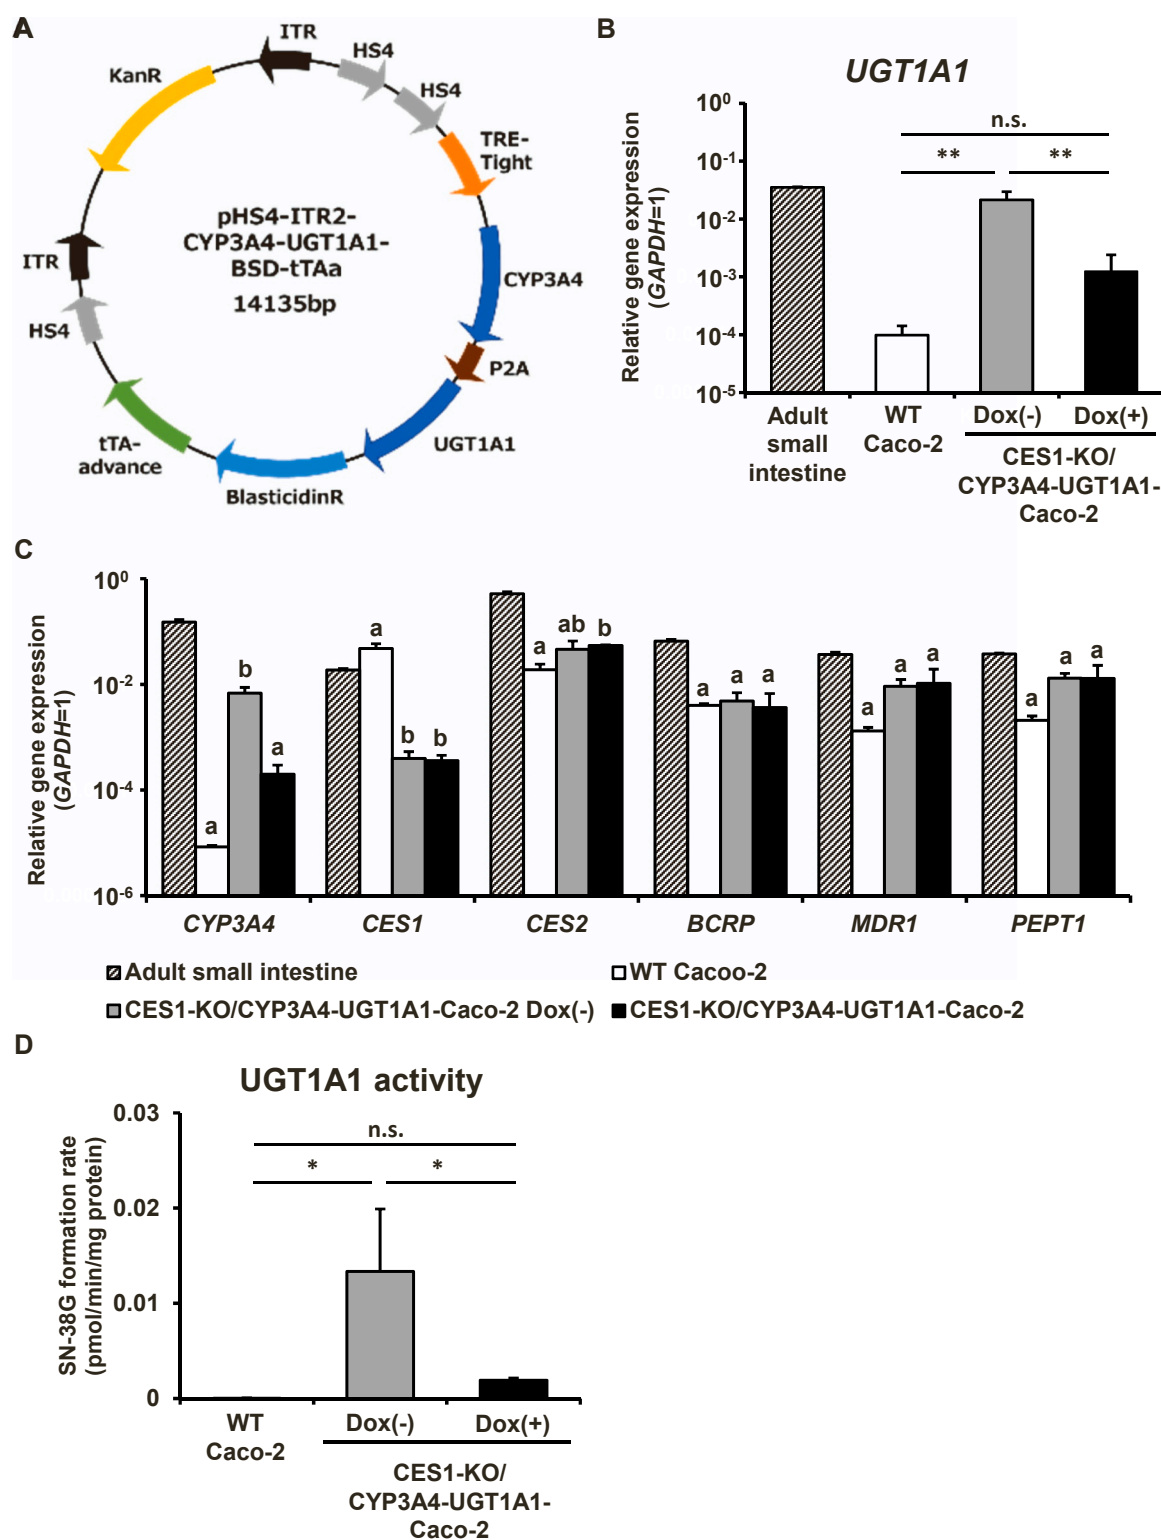 A
ITR
HS4
HS4
KanR
TRE-
Tight
pHS4-ITR2-
CYP3A4-UGT1A1-
BSD-tTAa
14135bp
CYP3A4
ITR
HS4
P2A
UGT1A1
tTA-
advance
BlasticidinR
B
UGT1A1
Relative gene expression
(GAPDH=1)
10⁰
10⁻¹
10⁻²
10⁻³
10⁻⁴
10⁻⁵
n.s.
** **
Adult
small
intestine
WT
Caco-2
Dox(-) Dox(+)
CES1-KO/
CYP3A4-UGT1A1-
Caco-2
C
Relative gene expression
(GAPDH=1)
10⁰
10⁻²
10⁻⁴
10⁻⁶
a b a
a b b
a ab b
a a a
a a a
a a a
CYP3A4 CES1 CES2 BCRP MDR1 PEPT1
Adult small intestine WT Cacoo-2
CES1-KO/CYP3A4-UGT1A1-Caco-2 Dox(-) CES1-KO/CYP3A4-UGT1A1-Caco-2
D
UGT1A1 activity
SN-38G formation rate
(pmol/min/mg protein)
0.03
0.02
0.01
0
n.s.
* *
WT
Caco-2
Dox(-) Dox(+)
CES1-KO/
CYP3A4-UGT1A1-
Caco-2